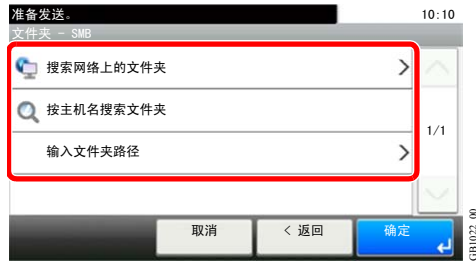 准备发送。 10:10
文件夹 - SMB
搜索网络上的文件夹
按主机名搜索文件夹
1/1
输入文件夹路径
取消 < 返回 确定
GB1022_00